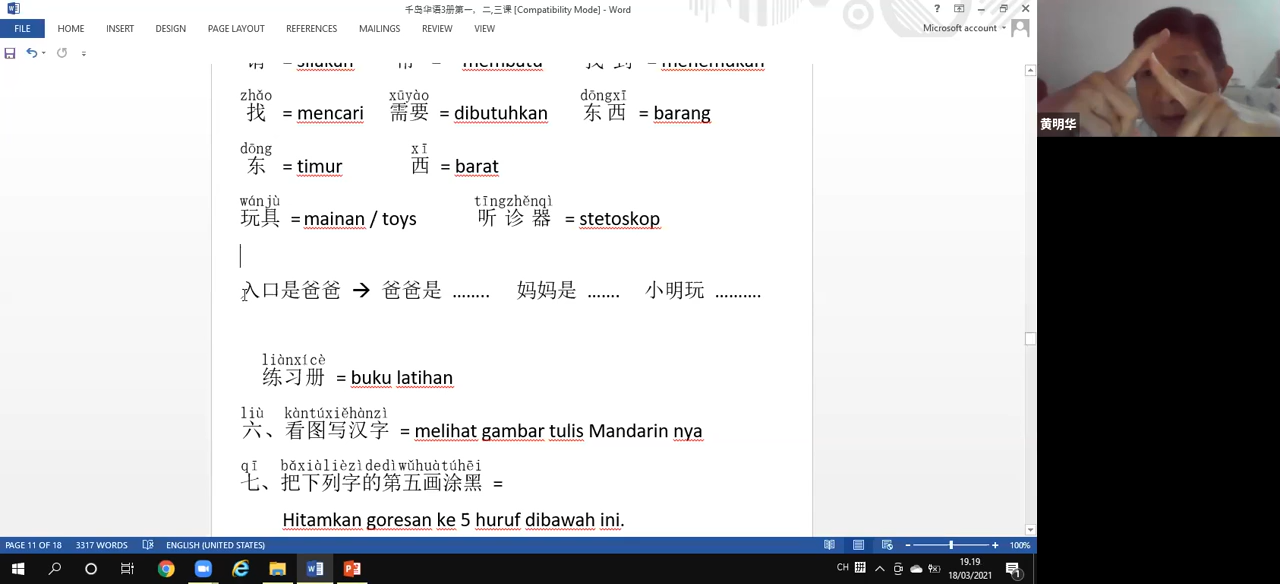 千岛华语3册第一，二,三课 [Compatibility Mode] - Word
FILE HOME INSERT DESIGN PAGE LAYOUT REFERENCES MAILINGS REVIEW VIEW
Microsoft account
黄明华
= silakan = membatu = menemukan
zhǎo xūyào dōngxī
找 = mencari 需要 = dibutuhkan 东西 = barang
dōng xī
东 = timur 西 = barat
wánjù tīngzhěnqì
玩具 = mainan / toys 听诊器 = stetoskop
入口是爸爸 → 爸爸是 ........ 妈妈是 ....... 小明玩 ..........
liànxícè
练习册 = buku latihan
liù kàntúxiěhànzì
六、看图写汉字 = melihat gambar tulis Mandarin nya
qī bǎxiàlièzìdedìwǔhuàtúhēi
七、把下列字的第五画涂黑 =
Hitamkan goresan ke 5 huruf dibawah ini.
PAGE 11 OF 18 3317 WORDS ENGLISH (UNITED STATES) 100%
CH 19.19
18/03/2021